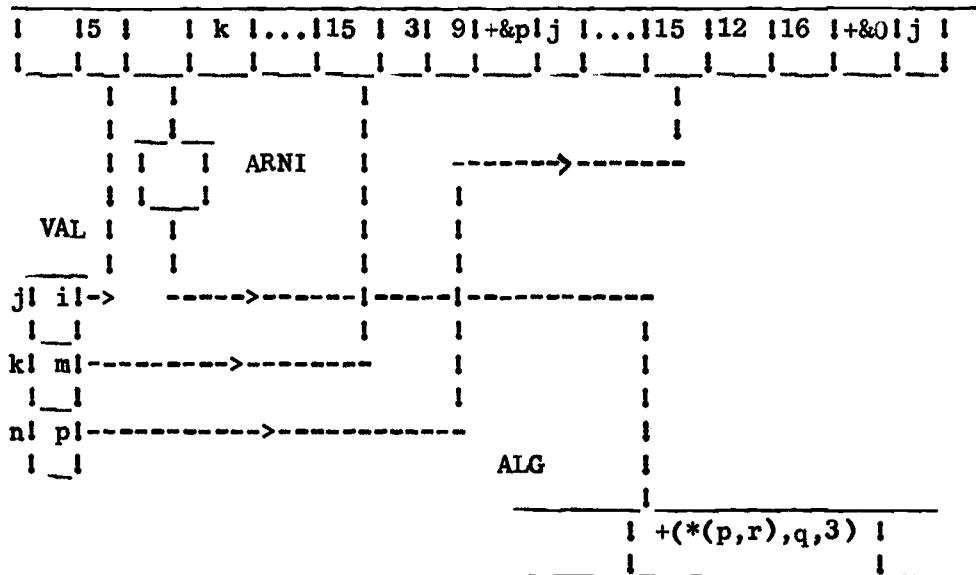 5 k ... 15 3 9 +&p j ... 15 12 16 +&0 j
ARNI
VAL
j i
k m
n p
ALG
+(*(p,r),q,3)